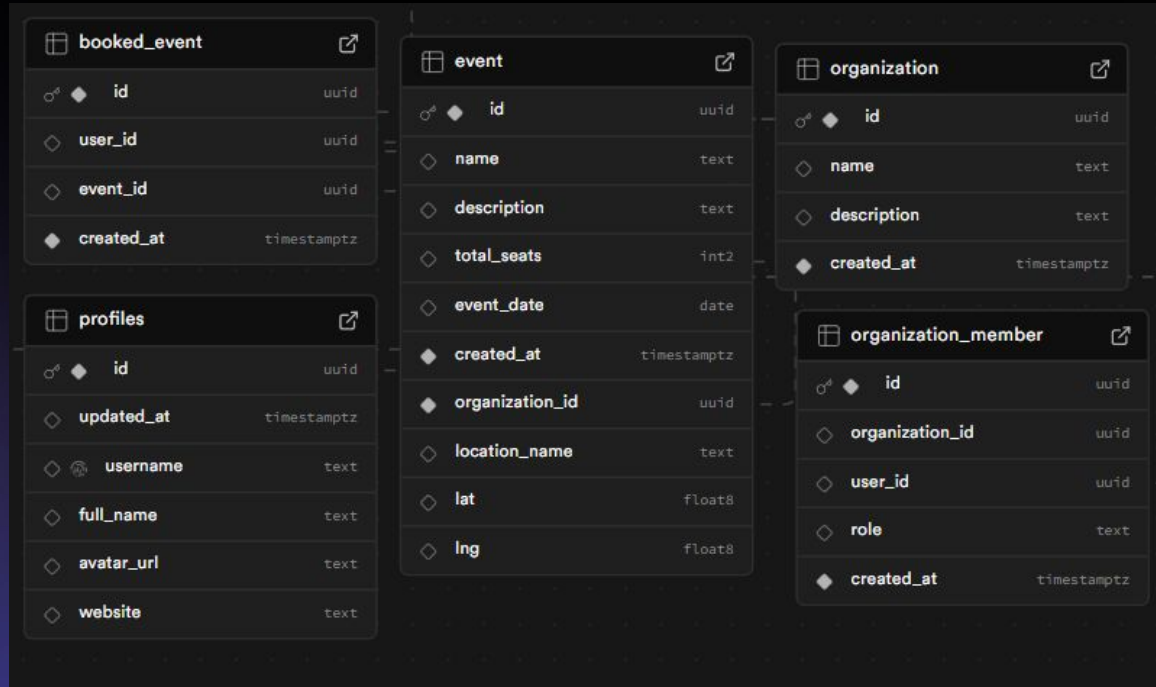 booked_event
id uuid
user_id uuid
event_id uuid
created_at timestamptz
profiles
id uuid
updated_at timestamptz
username text
full_name text
avatar_url text
website text
event
id uuid
name text
description text
total_seats int2
event_date date
created_at timestamptz
organization_id uuid
location_name text
lat float8
lng float8
organization
id uuid
name text
description text
created_at timestamptz
organization_member
id uuid
organization_id uuid
user_id uuid
role text
created_at timestamptz